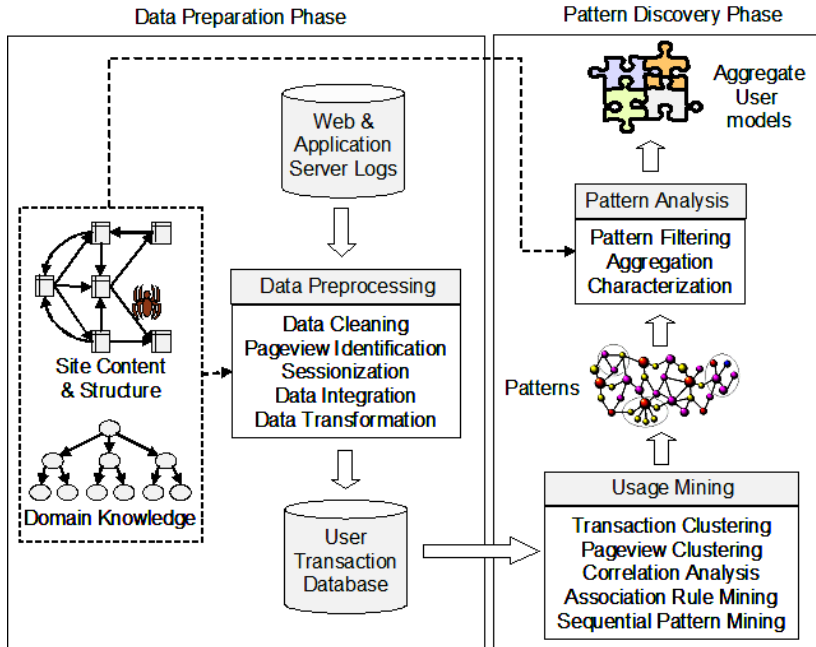 Data Preparation Phase
Web &
Application
Server Logs
Site Content
& Structure
Domain Knowledge
Data Preprocessing
Data Cleaning
Pageview Identification
Sessionization
Data Integration
Data Transformation
User
Transaction
Database
Pattern Discovery Phase
Aggregate
User
models
Pattern Analysis
Pattern Filtering
Aggregation
Characterization
Patterns
Usage Mining
Transaction Clustering
Pageview Clustering
Correlation Analysis
Association Rule Mining
Sequential Pattern Mining